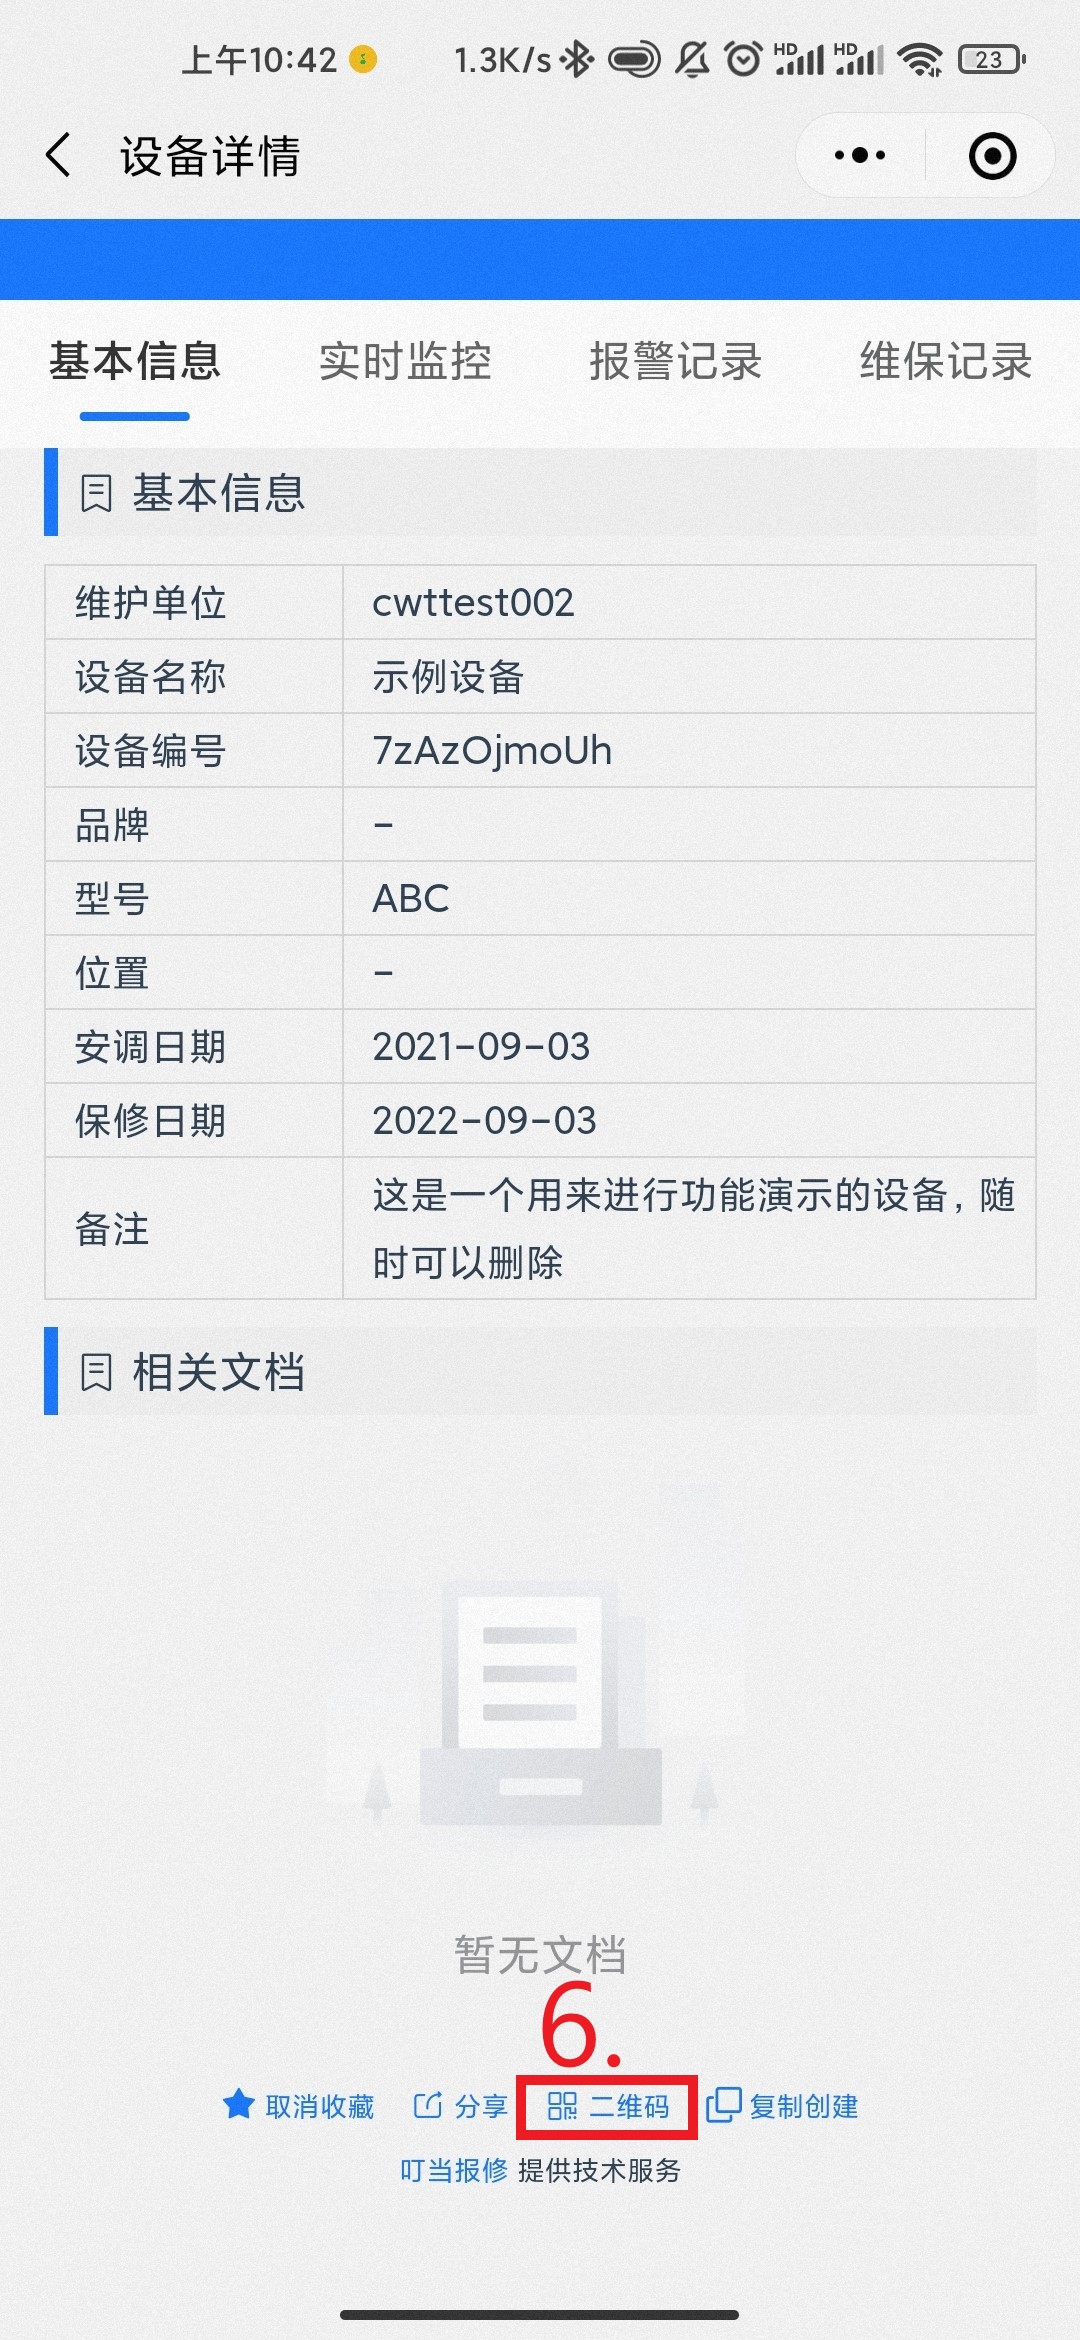 上午10:42 1.3K/s HD HD 23
设备详情
基本信息 实时监控 报警记录 维保记录
基本信息
维护单位 cwttest002
设备名称 示例设备
设备编号 7zAzOjmoUh
品牌 -
型号 ABC
位置 -
安调日期 2021-09-03
保修日期 2022-09-03
备注 这是一个用来进行功能演示的设备，随
时可以删除
相关文档
暂无文档
6.
取消收藏 分享 二维码 复制创建
叮当报修 提供技术服务